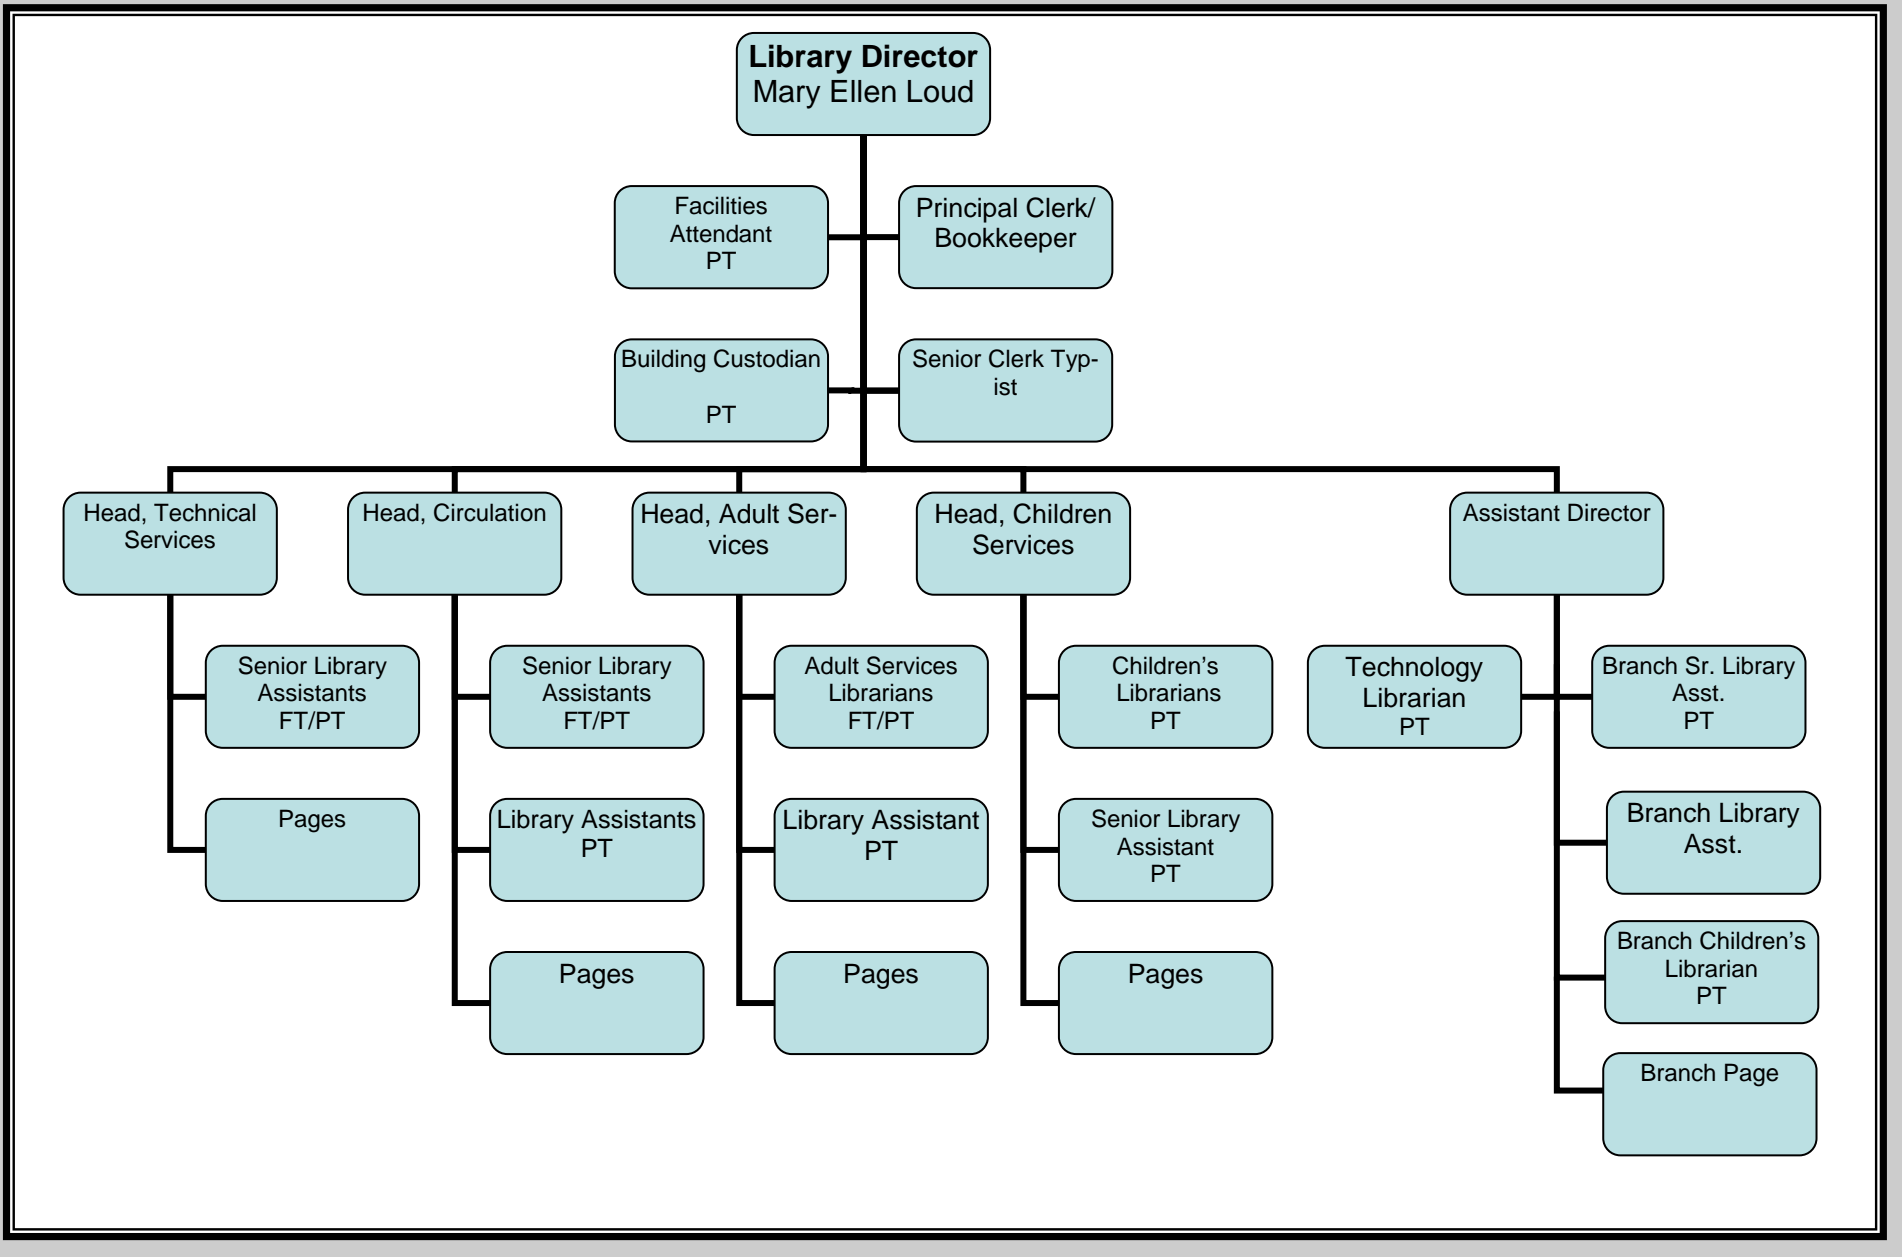 Library Director
Mary Ellen Loud
Facilities
Attendant
PT
Principal Clerk/
Bookkeeper
Building Custodian
PT
Senior Clerk Typ-
ist
Head, Technical
Services
Head, Circulation
Head, Adult Ser-
vices
Head, Children
Services
Assistant Director
Senior Library
Assistants
FT/PT
Senior Library
Assistants
FT/PT
Adult Services
Librarians
FT/PT
Children’s
Librarians
PT
Technology
Librarian
PT
Branch Sr. Library
Asst.
PT
Pages
Library Assistants
PT
Library Assistant
PT
Senior Library
Assistant
PT
Branch Library
Asst.
Pages
Pages
Pages
Branch Children’s
Librarian
PT
Branch Page